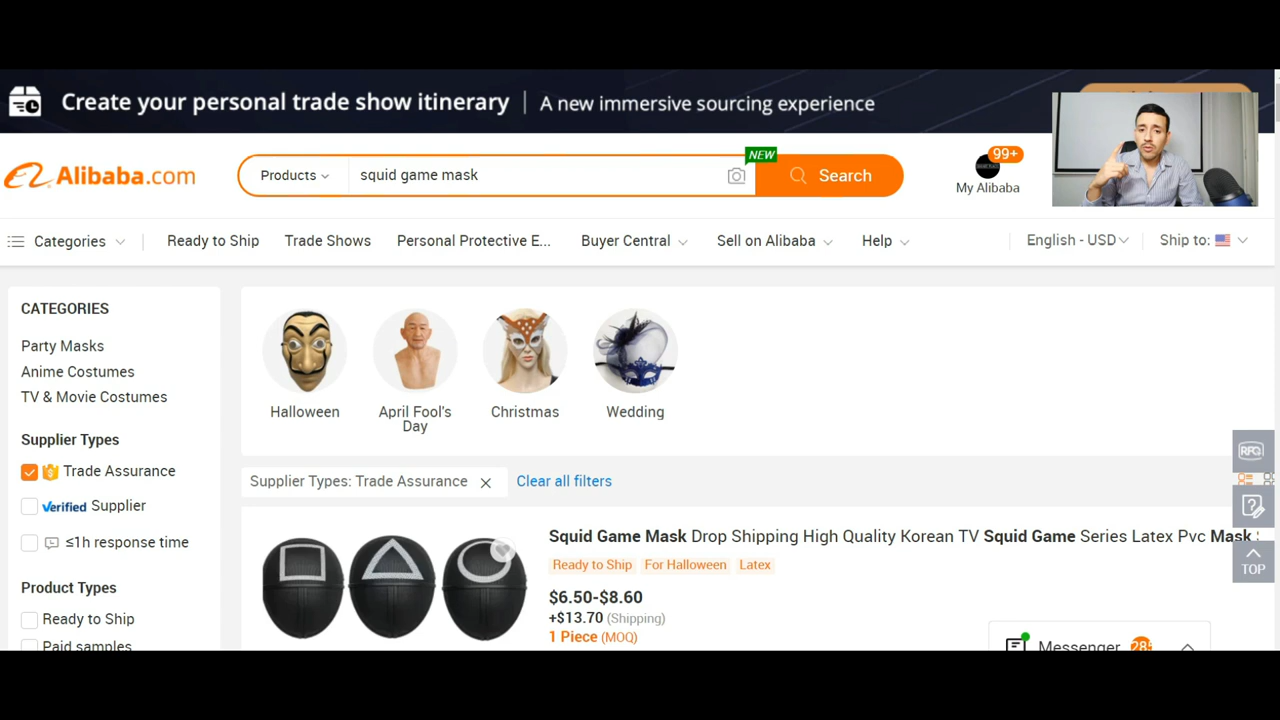 Create your personal trade show itinerary | A new immersive sourcing experience
Alibaba.com
Products
squid game mask
NEW
Search
99+
My Alibaba
Categories
Ready to Ship
Trade Shows
Personal Protective E...
Buyer Central
Sell on Alibaba
Help
English - USD
Ship to:
CATEGORIES
Party Masks
Anime Costumes
TV & Movie Costumes
Supplier Types
Trade Assurance
Verified Supplier
≤1h response time
Product Types
Ready to Ship
Paid samples
Halloween
April Fool's
Day
Christmas
Wedding
Supplier Types: Trade Assurance
Clear all filters
Squid Game Mask Drop Shipping High Quality Korean TV Squid Game Series Latex Pvc Mask
Ready to Ship
For Halloween
Latex
$6.50-$8.60
+$13.70 (Shipping)
1 Piece (MOQ)
RFQ
TOP
Messenger